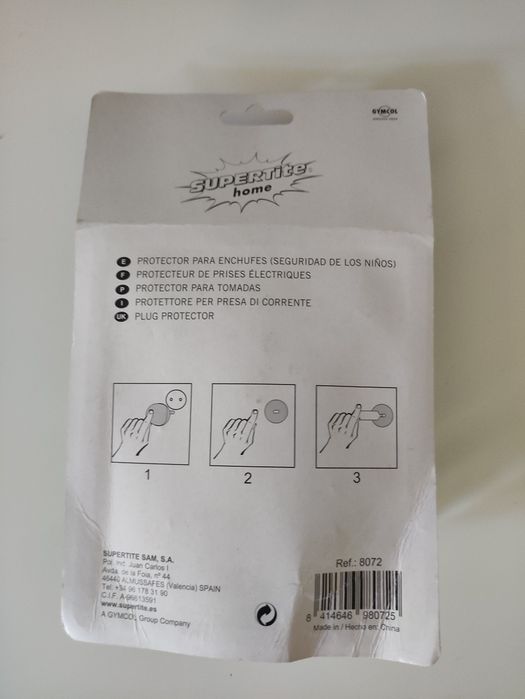 GYMCOL
SUPERTite®
home
E PROTECTOR PARA ENCHUFES (SEGURIDAD DE LOS NIÑOS)
F PROTECTEUR DE PRISES ÉLECTRIQUES
P PROTECTOR PARA TOMADAS
I PROTETTORE PER PRESA DI CORRENTE
UK PLUG PROTECTOR
1 2 3
SUPERTITE SAM, S.A.
Pol. Ind. Juan Carlos I
Avda. de la Foia, nº 44
46440 ALMUSSAFES (Valencia) SPAIN
Tel: +34 96 178 31 90
C.I.F. A-96613591
www.supertite.es
A GYMCOL Group Company
Ref.: 8072
8 414646 980725
Made in / Hecho en: China